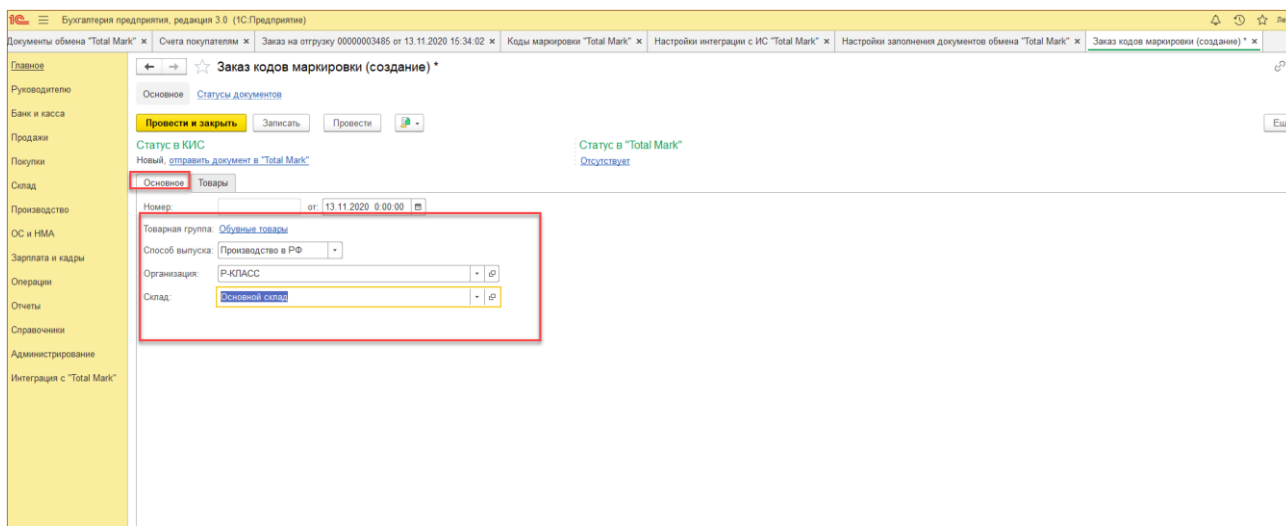 1С Бухгалтерия предприятия, редакция 3.0 (1С:Предприятие)
Документы обмена "Total Mark" × Счета покупателям × Заказ на отгрузку 00000003485 от 13.11.2020 15:34:02 × Коды маркировки "Total Mark" × Настройки интеграции с ИС "Total Mark" × Настройки заполнения документов обмена "Total Mark" × Заказ кодов маркировки (создание) * ×
Главное
Заказ кодов маркировки (создание) *
Руководителю
Основное Статусы документов
Банк и касса
Провести и закрыть Записать Провести
Продажи
Статус в КИС Статус в "Total Mark"
Покупки
Новый, отправить документ в "Total Mark" Отсутствует
Склад
Основное Товары
Производство
Номер: от: 13.11.2020 0:00:00
ОС и НМА
Товарная группа: Обувные товары
Способ выпуска: Производство в РФ
Зарплата и кадры
Организация: Р-КЛАСС
Операции
Склад: Основной склад
Отчеты
Справочники
Администрирование
Интеграция с "Total Mark"